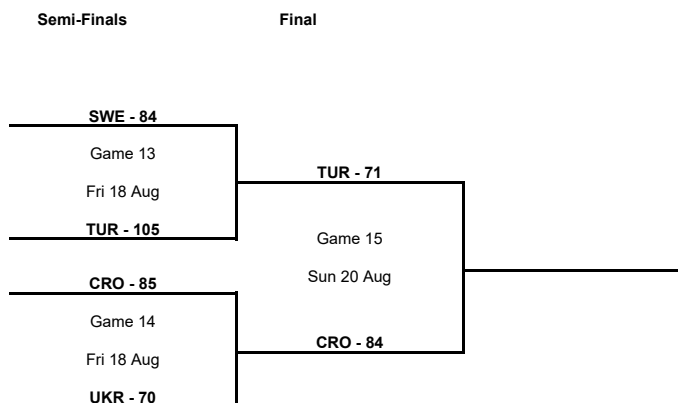 Semi-Finals Final
SWE - 84
Game 13
Fri 18 Aug
TUR - 105
TUR - 71
Game 15
Sun 20 Aug
CRO - 84
CRO - 85
Game 14
Fri 18 Aug
UKR - 70